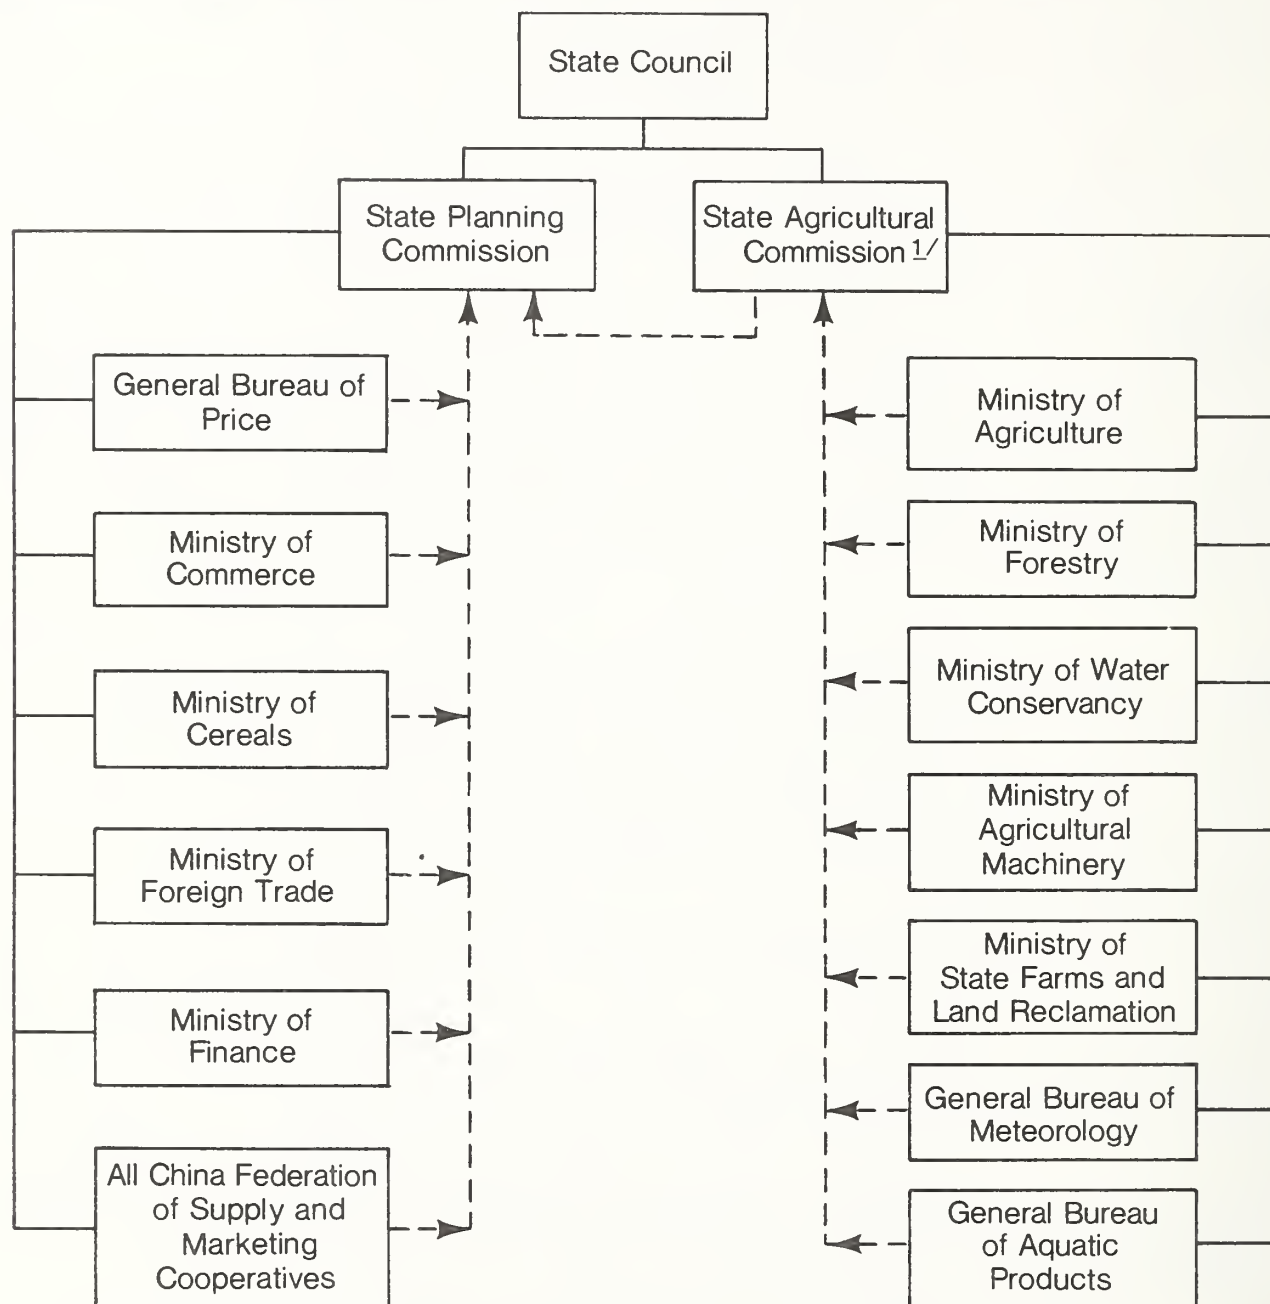 State Council
State Planning
Commission
State Agricultural
Commission 1/
General Bureau of
Price
Ministry of
Commerce
Ministry of
Cereals
Ministry of
Foreign Trade
Ministry of
Finance
All China Federation
of Supply and
Marketing
Cooperatives
Ministry of
Agriculture
Ministry of
Forestry
Ministry of Water
Conservancy
Ministry of
Agricultural
Machinery
Ministry of
State Farms and
Land Reclamation
General Bureau of
Meteorology
General Bureau
of Aquatic
Products